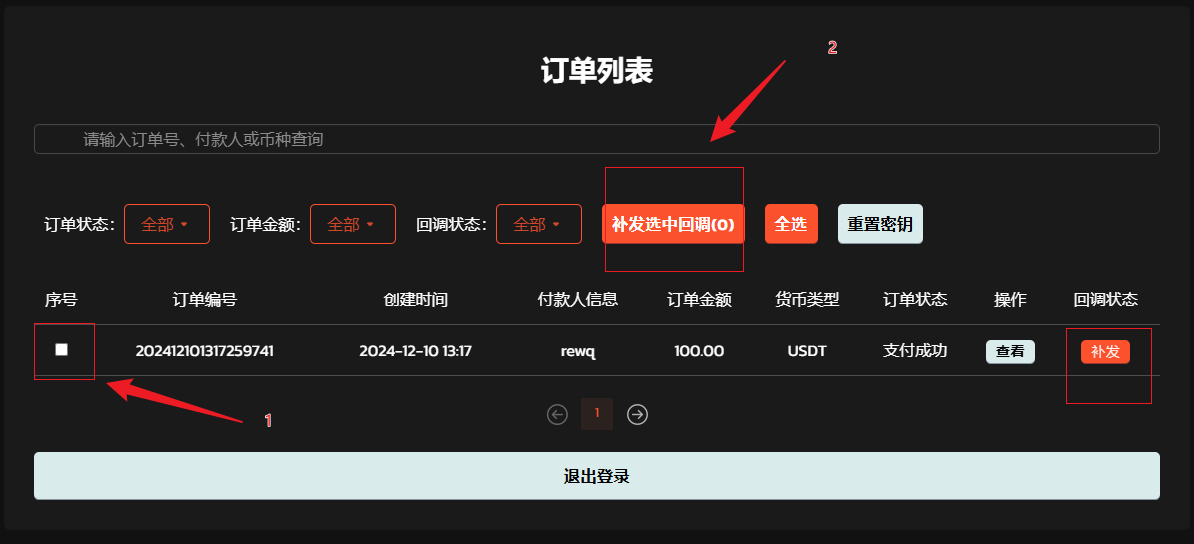 2
订单列表
请输入订单号、付款人或币种查询
订单状态： 全部 订单金额： 全部 回调状态： 全部 补发选中回调(0) 全选 重置密钥
序号 订单编号 创建时间 付款人信息 订单金额 货币类型 订单状态 操作 回调状态
202412101317259741 2024-12-10 13:17 rewq 100.00 USDT 支付成功 查看 补发
1
1
退出登录